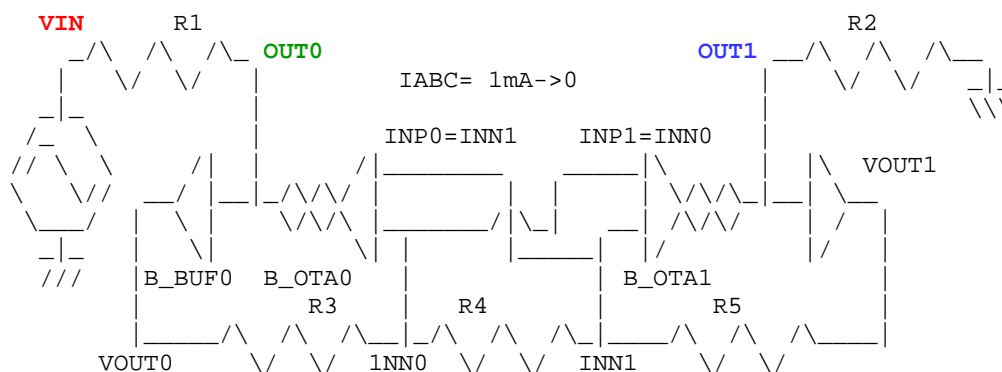 VIN R1 R2
OUT0 OUT1
IABC= 1mA->0
INP0=INN1 INP1=INN0
VOUT1
B_BUF0 B_OTA0 B_OTA1
R3 R4 R5
VOUT0 1NN0 INN1